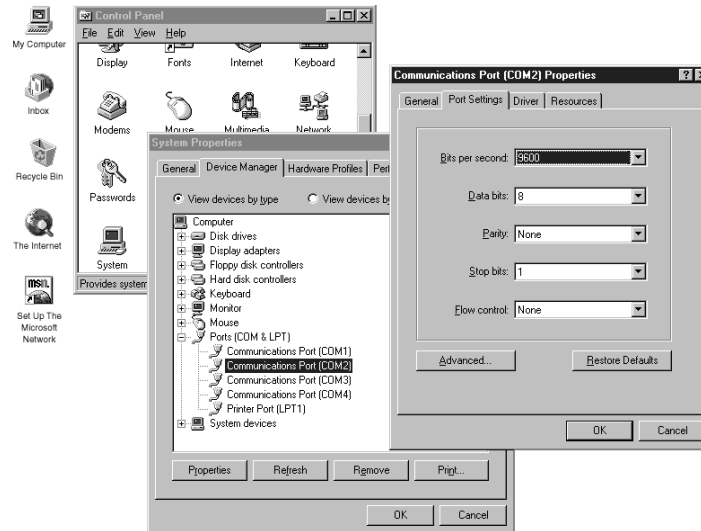 My Computer
Inbox
Recycle Bin
The Internet
msn.
Set Up The
Microsoft
Network
Control Panel
File Edit View Help
Display Fonts Internet Keyboard
Modems Mouse Multimedia Network
Passwords
System
Provides system
System Properties
General Device Manager Hardware Profiles
View devices by type View devices b
Computer
Disk drives
Display adapters
Floppy disk controllers
Hard disk controllers
Keyboard
Monitor
Mouse
Ports (COM & LPT)
Communications Port (COM1)
Communications Port (COM2)
Communications Port (COM3)
Communications Port (COM4)
Printer Port (LPT1)
System devices
Properties Refresh Remove Print...
OK Cancel
Communications Port (COM2) Properties
General Port Settings Driver Resources
Bits per second: 9600
Data bits: 8
Parity: None
Stop bits: 1
Flow control: None
Advanced... Restore Defaults
OK Cancel